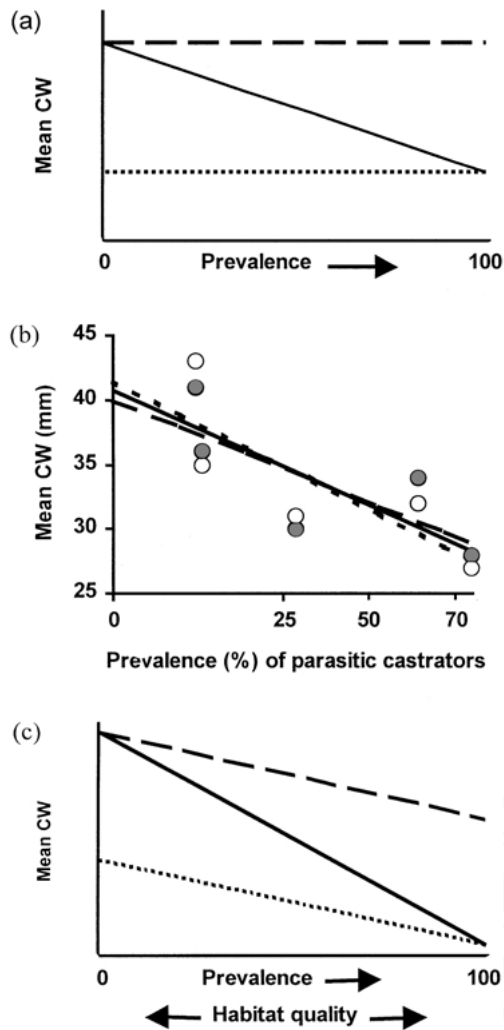 (a)
Mean CW
0
Prevalence
100
(b)
Mean CW (mm)
45
40
35
30
25
0
25
50
70
Prevalence (%) of parasitic castrators
(c)
Mean CW
0
Prevalence
100
Habitat quality